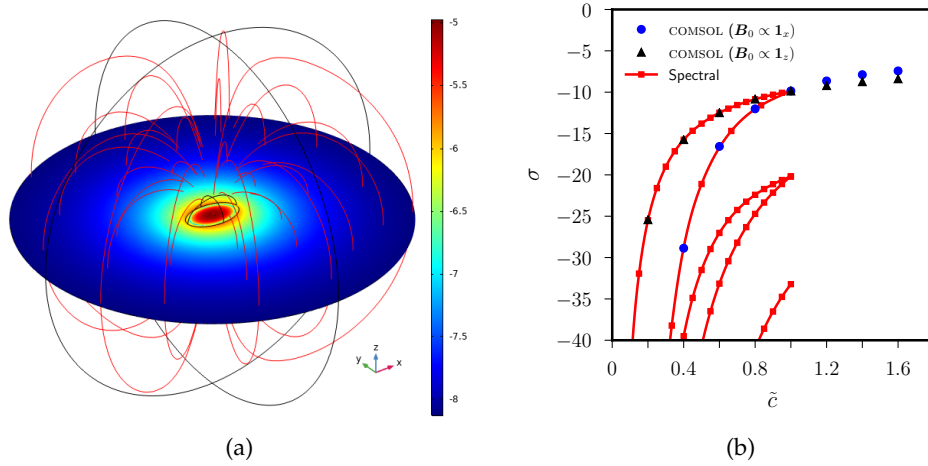 -5
-5.5
-6
-6.5
-7
-7.5
-8
z
y
x
(a)
0
−5
−10
−15
−20
−25
−30
−35
−40
σ
COMSOL (B₀ ∝ 1ₓ)
COMSOL (B₀ ∝ 1_z)
Spectral
0
0.4
0.8
1.2
1.6
c̃
(b)